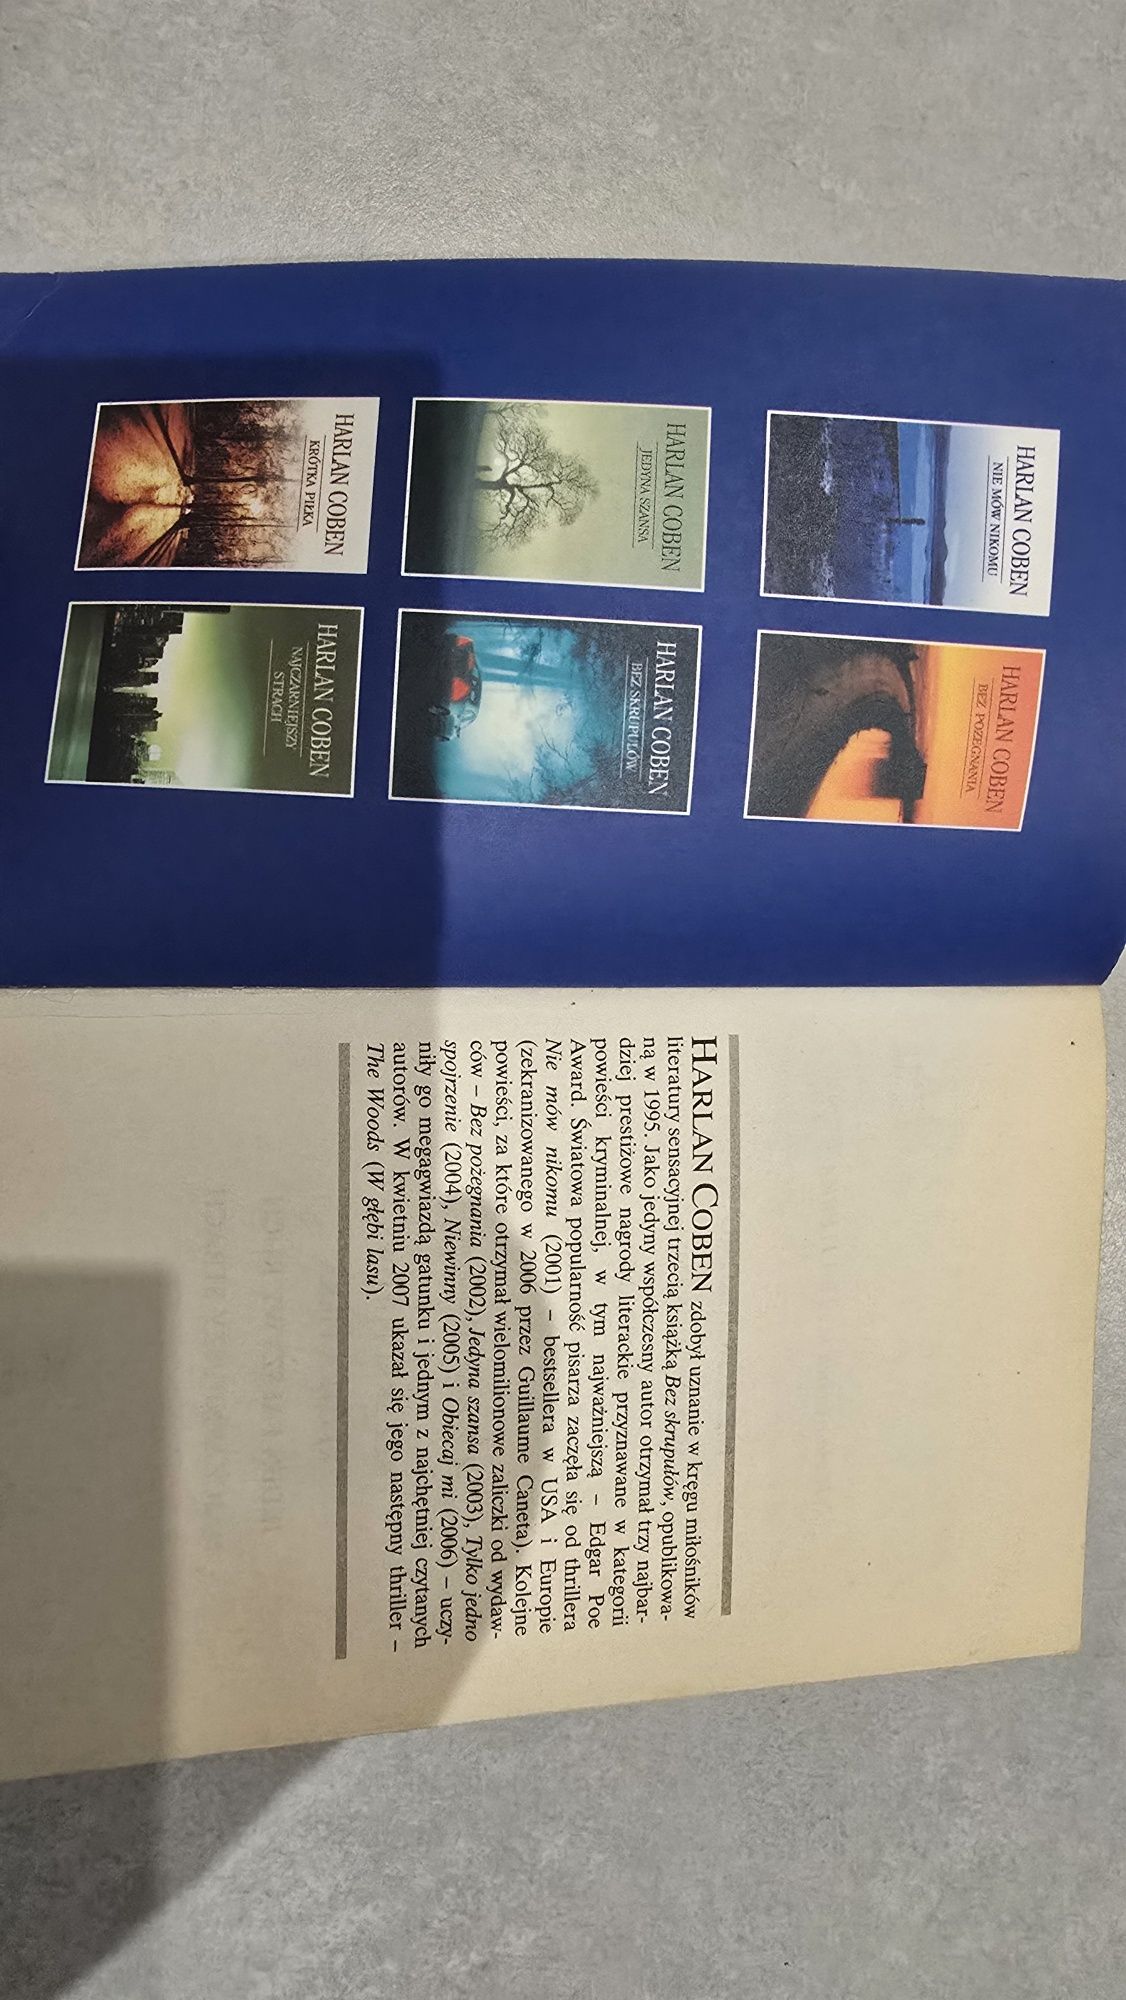 HARLAN COBEN
NIE MÓW NIKOMU
HARLAN COBEN
BEZ POŻEGNANIA
HARLAN COBEN
JEDYNA SZANSA
HARLAN COBEN
BEZ SKRUPUŁÓW
HARLAN COBEN
KRÓTKA PIŁKA
HARLAN COBEN
NAJCZARNIEJSZY
STRACH
HARLAN COBEN zdobył uznanie w kręgu miłośników
literatury sensacyjnej trzecią książką Bez skrupułów, opublikowa-
ną w 1995. Jako jedyny współczesny autor otrzymał trzy najbar-
dziej prestiżowe nagrody literackie przyznawane w kategorii
powieści kryminalnej, w tym najważniejszą – Edgar Poe
Award. Światowa popularność pisarza zaczęła się od thrillera
Nie mów nikomu (2001) – bestsellera w USA i Europie
(zekranizowanego w 2006 przez Guillaume Caneta). Kolejne
powieści, za które otrzymał wielomilionowe zaliczki od wydaw-
ców – Bez pożegnania (2002), Jedyna szansa (2003), Tylko jedno
spojrzenie (2004), Niewinny (2005) i Obiecaj mi (2006) – uczy-
niły go megagwiazdą gatunku i jednym z najchętniej czytanych
autorów. W kwietniu 2007 ukazał się jego następny thriller –
The Woods (W głębi lasu).